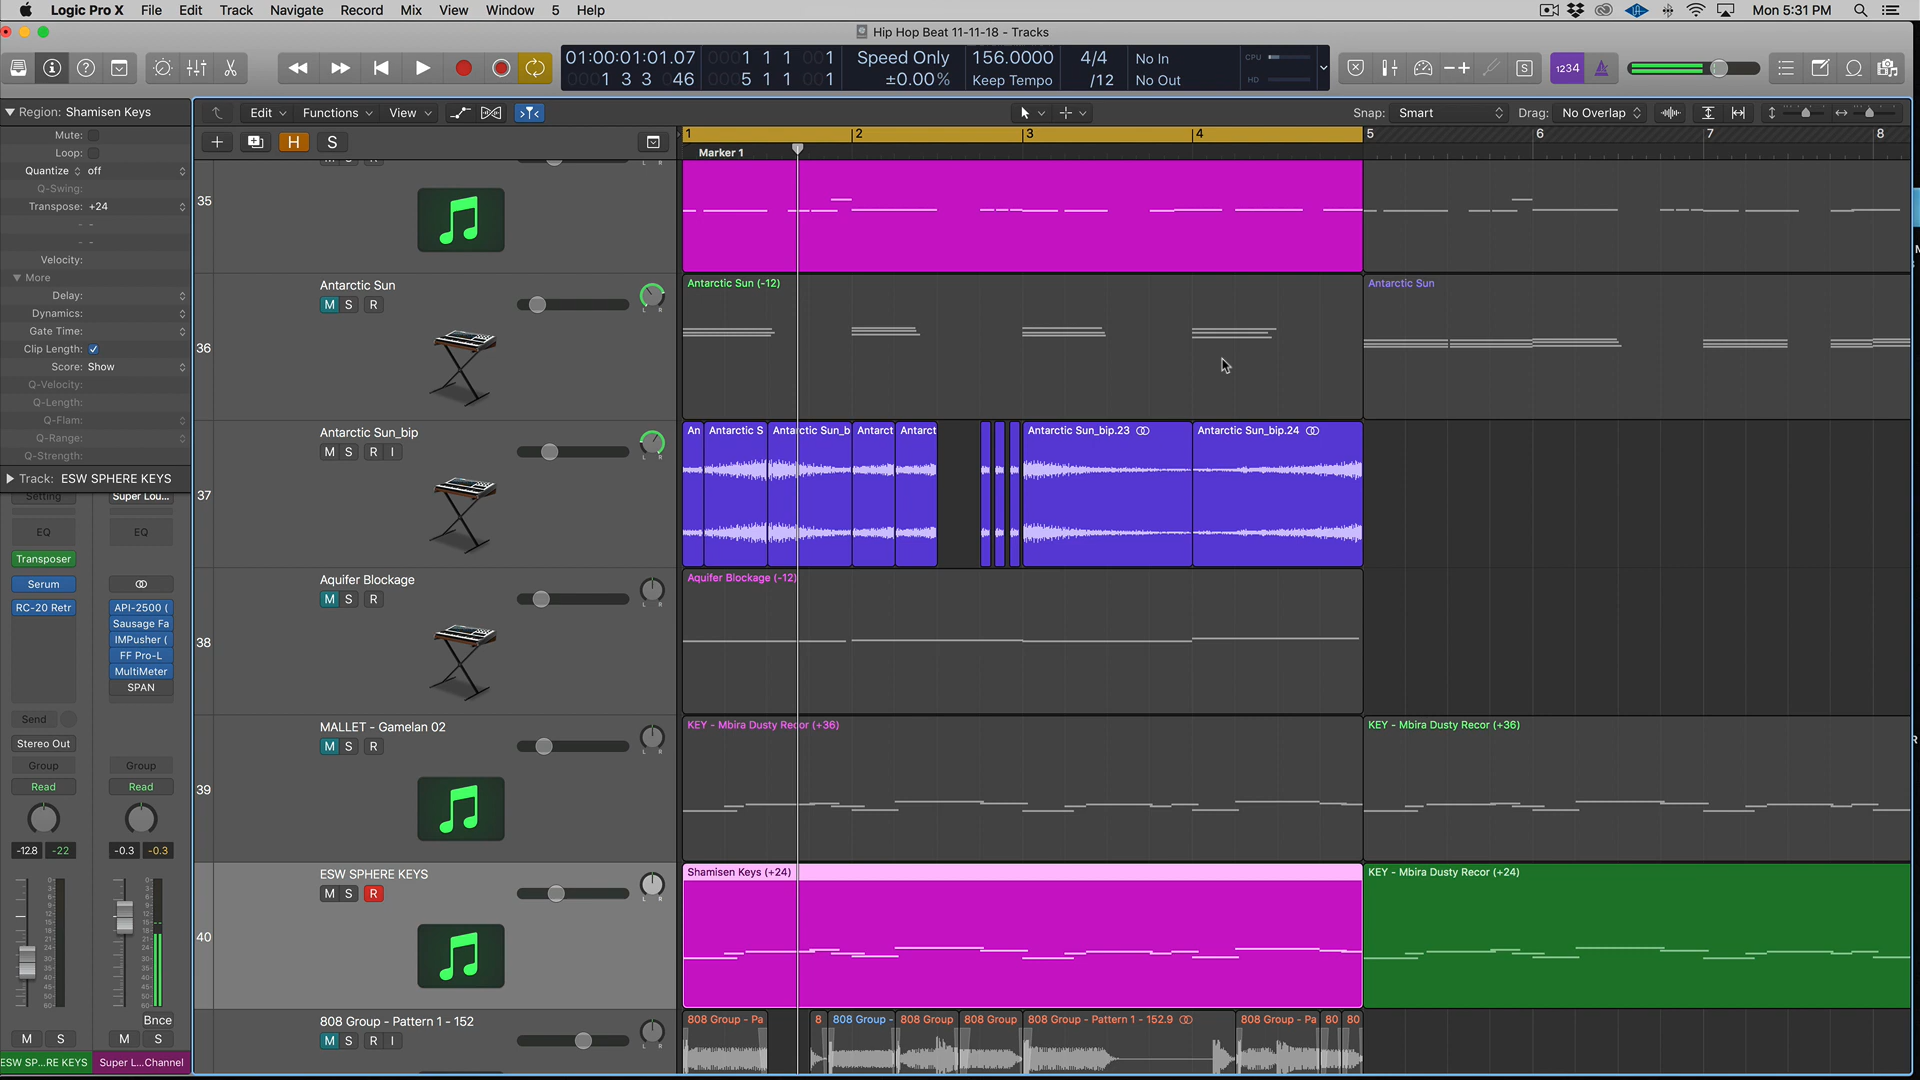 Logic Pro X File Edit Track Navigate Record Mix View Window 5 Help Mon 5:31 PM
Hip Hop Beat 11-11-18 - Tracks
01:00:01:01.07 0001 1 1 001 Speed Only 156.0000 4/4 No In CPU
0001 3 3 046 0005 1 1 001 ±0.00% Keep Tempo /12 No Out HD
S 1234
Region: Shamisen Keys
Edit Functions View Snap: Smart Drag: No Overlap
Mute:
Loop:
Quantize off
Q-Swing:
Transpose: +24
- -
- -
Velocity:
More
Delay:
Dynamics:
Gate Time:
Clip Length:
Score: Show
Q-Velocity:
Q-Length:
Q-Flam:
Q-Range:
Q-Strength:
Track: ESW SPHERE KEYS
Setting Super Lou...
EQ EQ
Transposer
Serum
RC-20 Retr API-2500 (
Sausage Fa
IMPusher (
FF Pro-L
MultiMeter
SPAN
Send
Stereo Out
Group Group
Read Read
-12.8 -22 -0.3 -0.3
Bnce
M S M S
ESW SP...RE KEYS Super L...Channel
H S
1 2 3 4 5 6 7 8
Marker 1
35
Antarctic Sun
M S R
36
Antarctic Sun (-12) Antarctic Sun
Antarctic Sun_bip
M S R I
37
An Antarctic S Antarctic Sun_b Antarct Antarct Antarctic Sun_bip.23 Antarctic Sun_bip.24
Aquifer Blockage
M S R
38
Aquifer Blockage (-12)
MALLET - Gamelan 02
M S R
39
KEY - Mbira Dusty Recor (+36) KEY - Mbira Dusty Recor (+36)
ESW SPHERE KEYS
M S R
40
Shamisen Keys (+24) KEY - Mbira Dusty Recor (+24)
808 Group - Pattern 1 - 152
M S R I
808 Group - Pa 8 808 Group - 808 Group 808 Group 808 Group - Pattern 1 - 152.9 808 Group - Pa 80 80